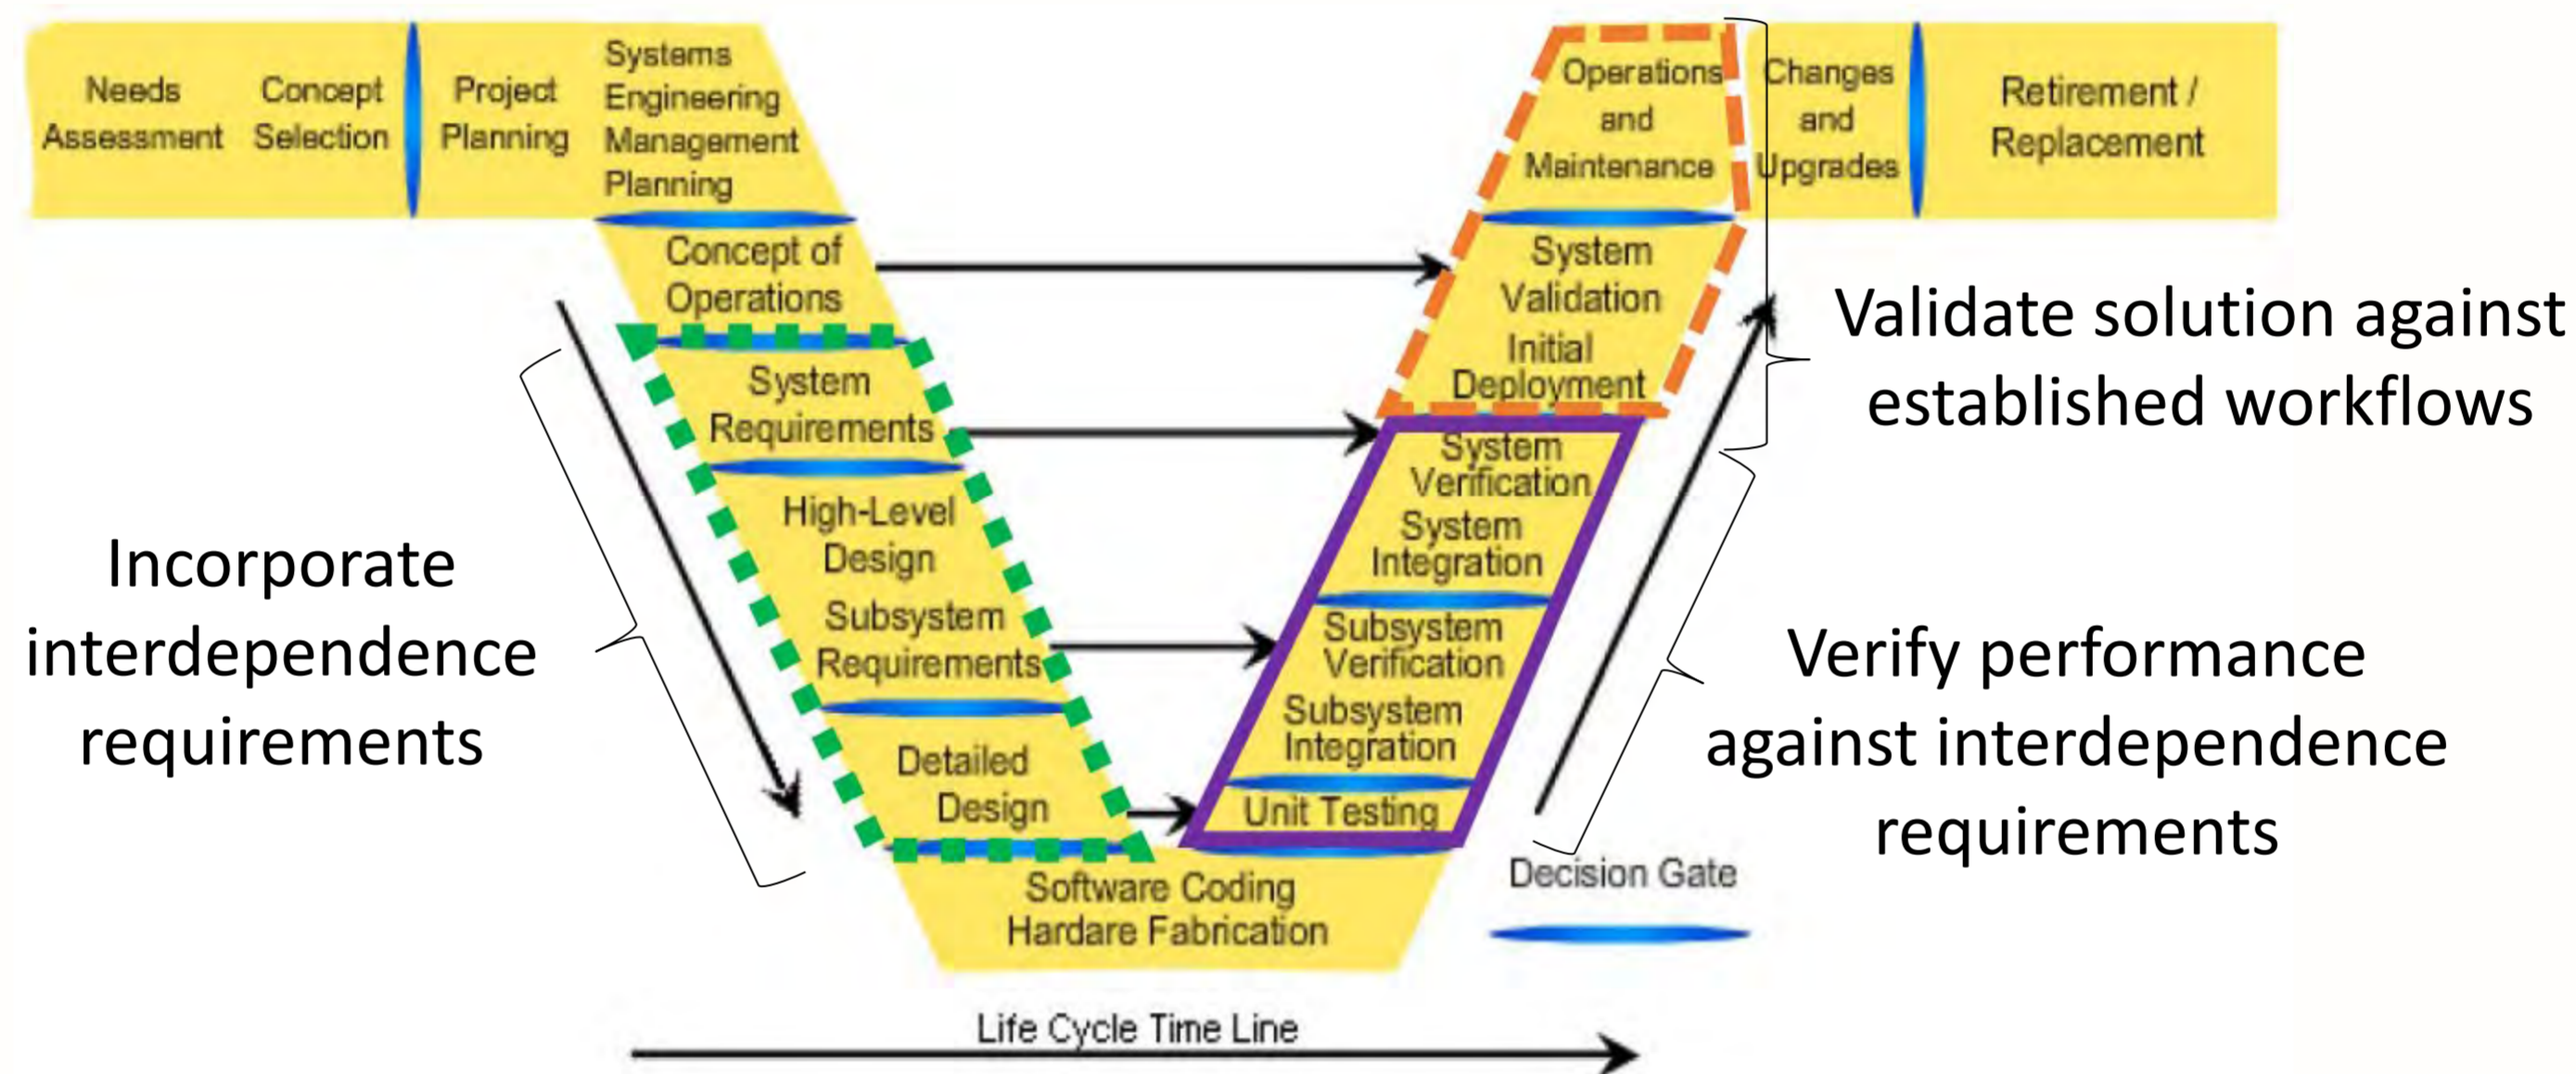 Needs
Assessment
Concept
Selection
Project
Planning
Systems
Engineering
Management
Planning
Concept of
Operations
System
Requirements
High-Level
Design
Subsystem
Requirements
Detailed
Design
Software Coding
Hardare Fabrication
Unit Testing
Subsystem
Integration
Subsystem
Verification
System
Integration
System
Verification
Initial
Deployment
System
Validation
Operations
and
Maintenance
Changes
and
Upgrades
Retirement /
Replacement
Incorporate
interdependence
requirements
Validate solution against
established workflows
Verify performance
against interdependence
requirements
Decision Gate
Life Cycle Time Line